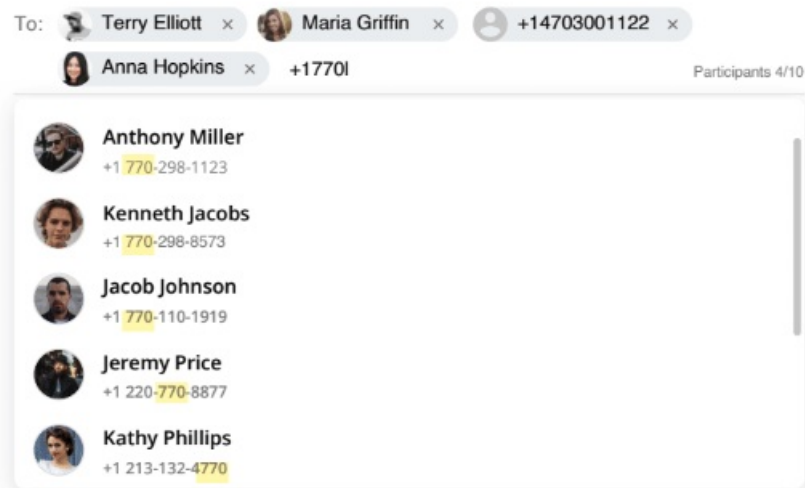 To: Terry Elliott × Maria Griffin × +14703001122 ×
Anna Hopkins × +1770 Participants 4/10
Anthony Miller
+1 770-298-1123
Kenneth Jacobs
+1 770-298-8573
Jacob Johnson
+1 770-110-1919
Jeremy Price
+1 220-770-8877
Kathy Phillips
+1 213-132-4770